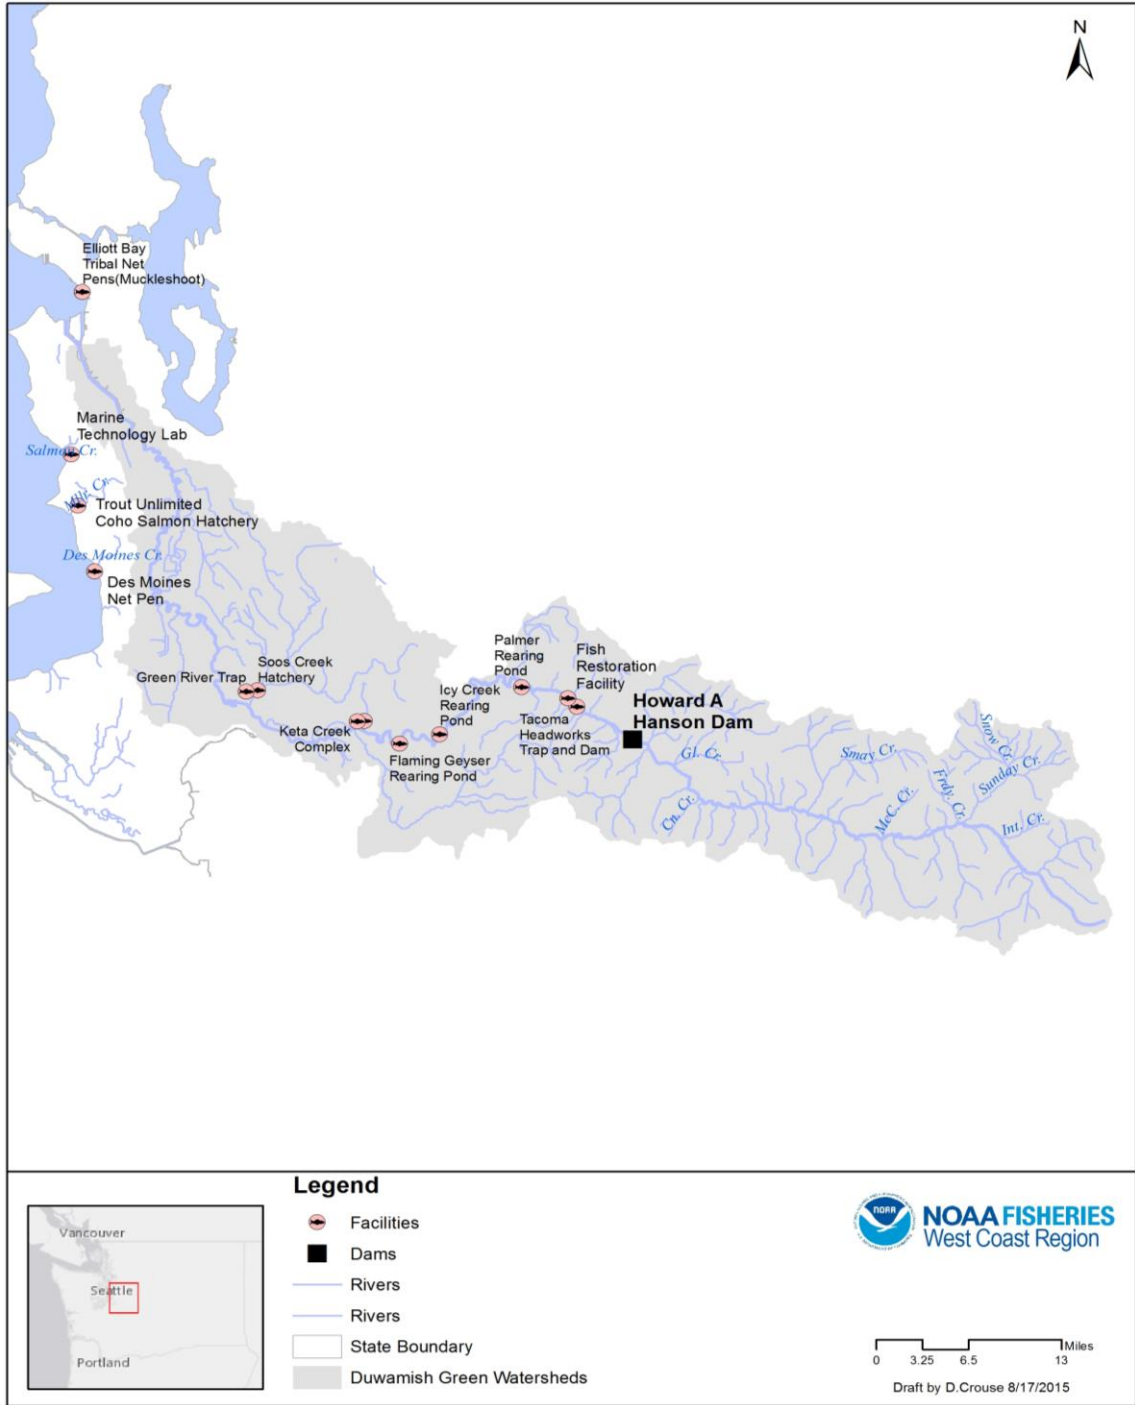 N
Elliott Bay
Tribal Net
Pens(Muckleshoot)
Marine
Technology Lab
Salmon Cr.
Mllr. Cr.
Trout Unlimited
Coho Salmon Hatchery
Des Moines Cr.
Des Moines
Net Pen
Green River Trap
Soos Creek
Hatchery
Keta Creek
Complex
Flaming Geyser
Rearing Pond
Icy Creek
Rearing
Pond
Palmer
Rearing
Pond
Fish
Restoration
Facility
Tacoma
Headworks
Trap and Dam
Howard A
Hanson Dam
Gl. Cr.
Cn. Cr.
Smay Cr.
McC. Cr.
Frdy. Cr.
Snow Cr.
Sunday Cr.
Int. Cr.
Vancouver
Seattle
Portland
Legend
Facilities
Dams
Rivers
Rivers
State Boundary
Duwamish Green Watersheds
NOAA
NOAA FISHERIES
West Coast Region
Miles
0 3.25 6.5 13
Draft by D.Crouse 8/17/2015